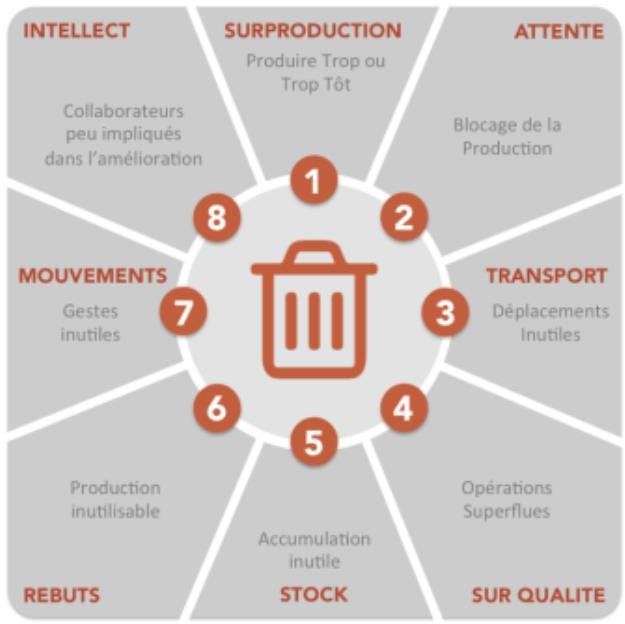 SURPRODUCTION
Produire Trop ou
Trop Tôt
1
ATTENTE
Blocage de la
Production
2
TRANSPORT
Déplacements
Inutiles
3
Opérations
Superflues
SUR QUALITE
4
Accumulation
inutile
STOCK
5
Production
inutilisable
REBUTS
6
MOUVEMENTS
Gestes
inutiles
7
INTELLECT
Collaborateurs
peu impliqués
dans l'amélioration
8